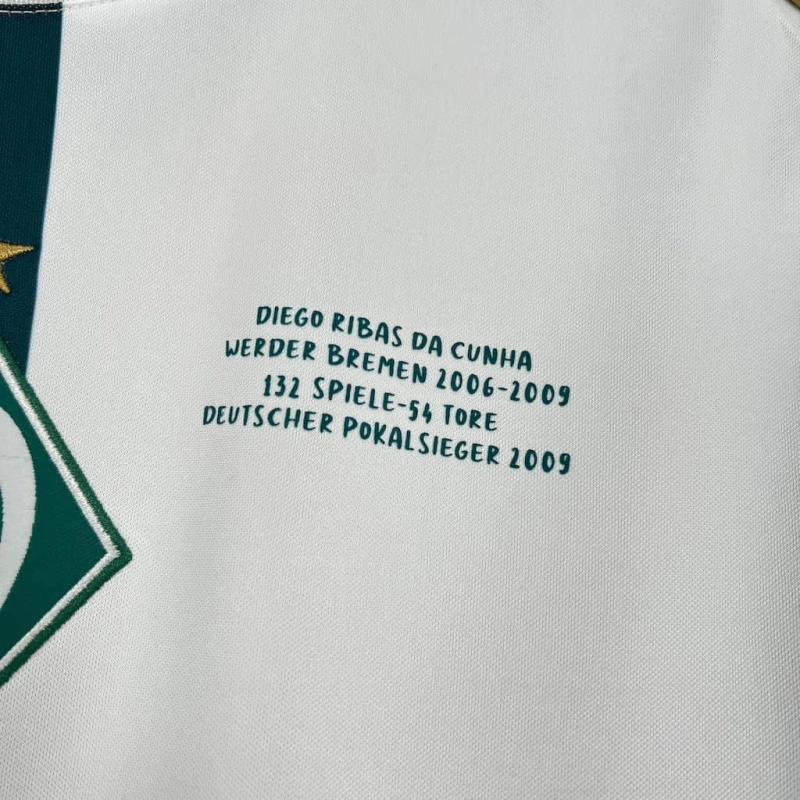 DIEGO RIBAS DA CUNHA
WERDER BREMEN 2006-2009
132 SPIELE-54 TORE
DEUTSCHER POKALSIEGER 2009